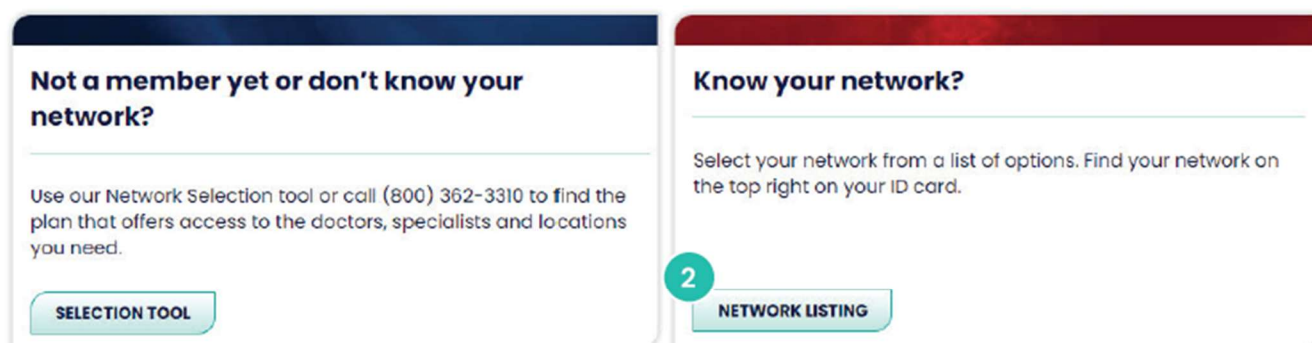 Not a member yet or don't know your
network?
Use our Network Selection tool or call (800) 362-3310 to find the
plan that offers access to the doctors, specialists and locations
you need.
SELECTION TOOL
Know your network?
Select your network from a list of options. Find your network on
the top right on your ID card.
2
NETWORK LISTING